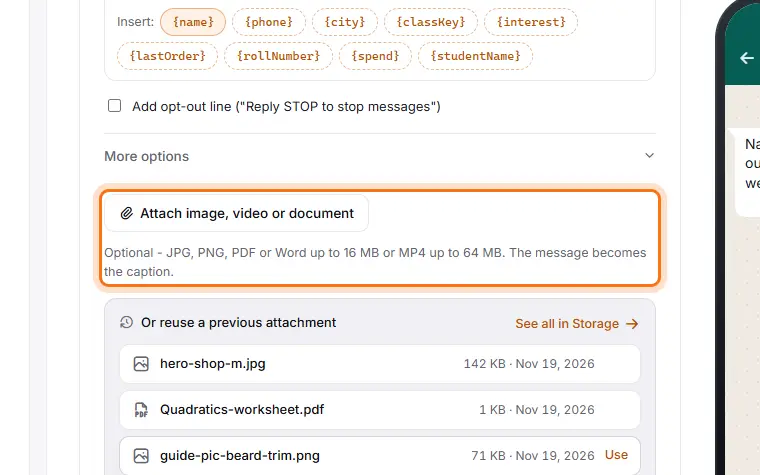 Insert: {name} {phone} {city} {classKey} {interest}
{lastOrder} {rollNumber} {spend} {studentName}
Add opt-out line ("Reply STOP to stop messages")
More options
Attach image, video or document
Optional - JPG, PNG, PDF or Word up to 16 MB or MP4 up to 64 MB. The message becomes
the caption.
Or reuse a previous attachment
See all in Storage →
hero-shop-m.jpg
142 KB · Nov 19, 2026
PDF
Quadratics-worksheet.pdf
1 KB · Nov 19, 2026
guide-pic-beard-trim.png
71 KB · Nov 19, 2026
Use